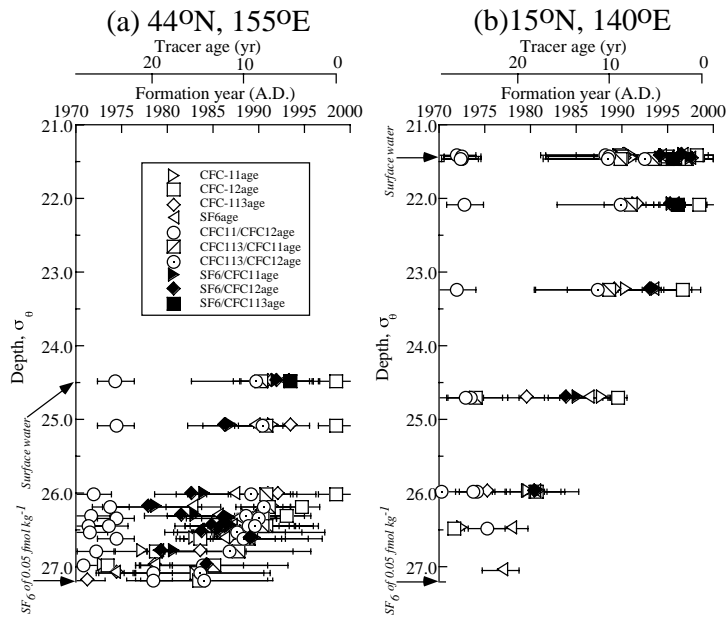 (a) 44°N, 155°E
Tracer age (yr)
20 10 0
Formation year (A.D.)
1970 1975 1980 1985 1990 1995 2000
21.0
22.0
23.0
24.0
25.0
26.0
27.0
Depth, σθ
Surface water
SF6 of 0.05 fmol kg-1
CFC-11age
CFC-12age
CFC-113age
SF6age
CFC11/CFC12age
CFC113/CFC11age
CFC113/CFC12age
SF6/CFC11age
SF6/CFC12age
SF6/CFC113age
(b)15°N, 140°E
Tracer age (yr)
20 10 0
Formation year (A.D.)
1970 1975 1980 1985 1990 1995 2000
21.0
22.0
23.0
24.0
25.0
26.0
27.0
Depth, σθ
Surface water
SF6 of 0.05 fmol kg-1